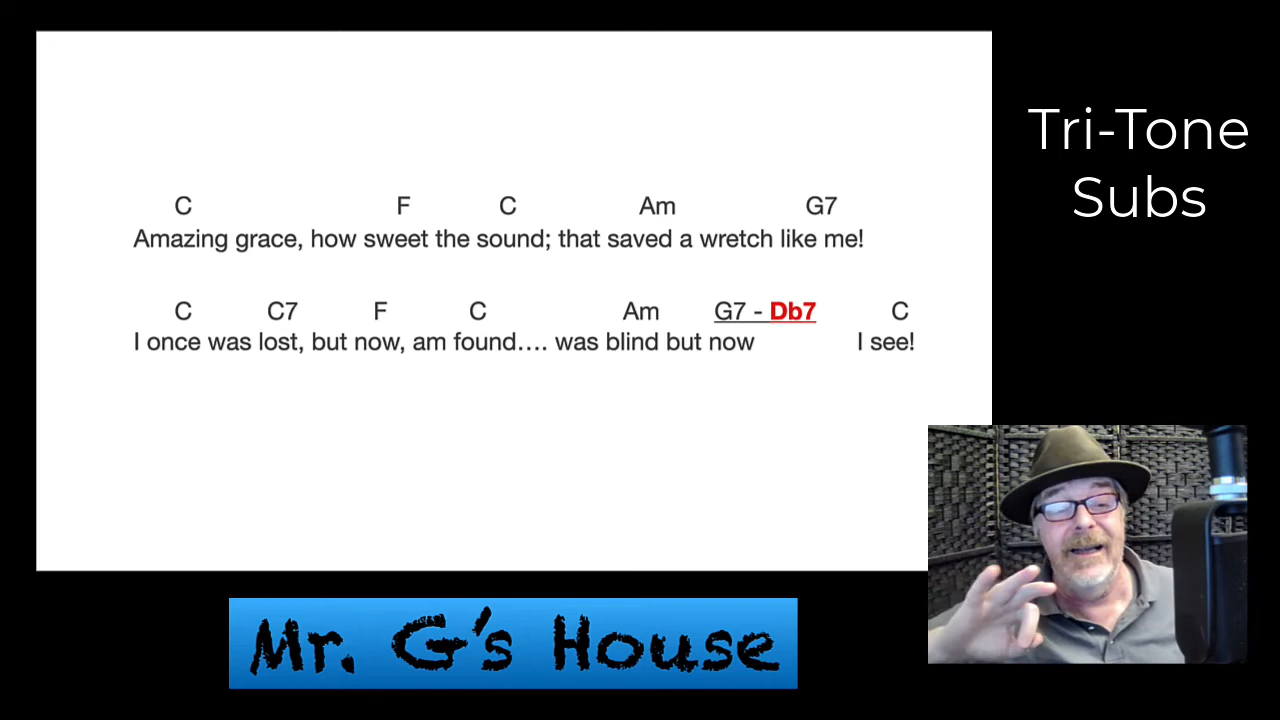 Tri-Tone
Subs
C F C Am G7
Amazing grace, how sweet the sound; that saved a wretch like me!
C C7 F C Am G7 - Db7 C
I once was lost, but now, am found…. was blind but now I see!
Mr. G's House